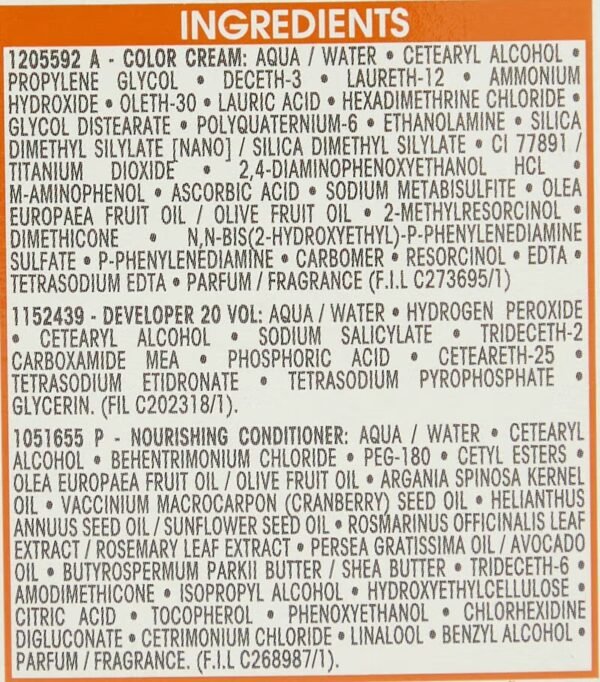 INGREDIENTS
1205592 A - COLOR CREAM: AQUA / WATER • CETEARYL ALCOHOL •
PROPYLENE GLYCOL • DECETH-3 • LAURETH-12 • AMMONIUM
HYDROXIDE • OLETH-30 • LAURIC ACID • HEXADIMETHRINE CHLORIDE •
GLYCOL DISTEARATE • POLYQUATERNIUM-6 • ETHANOLAMINE • SILICA
DIMETHYL SILYLATE [NANO] / SILICA DIMETHYL SILYLATE • CI 77891 /
TITANIUM DIOXIDE • 2,4-DIAMINOPHENOXYETHANOL HCL •
M-AMINOPHENOL • ASCORBIC ACID • SODIUM METABISULFITE • OLEA
EUROPAEA FRUIT OIL / OLIVE FRUIT OIL • 2-METHYLRESORCINOL •
DIMETHICONE • N,N-BIS(2-HYDROXYETHYL)-P-PHENYLENEDIAMINE
SULFATE • P-PHENYLENEDIAMINE • CARBOMER • RESORCINOL • EDTA •
TETRASODIUM EDTA • PARFUM / FRAGRANCE (F.I.L C273695/1)
1152439 - DEVELOPER 20 VOL: AQUA / WATER • HYDROGEN PEROXIDE
• CETEARYL ALCOHOL • SODIUM SALICYLATE • TRIDECETH-2
CARBOXAMIDE MEA • PHOSPHORIC ACID • CETEARETH-25 •
TETRASODIUM ETIDRONATE • TETRASODIUM PYROPHOSPHATE •
GLYCERIN. (FIL C202318/1).
1051655 P - NOURISHING CONDITIONER: AQUA / WATER • CETEARYL
ALCOHOL • BEHENTRIMONIUM CHLORIDE • PEG-180 • CETYL ESTERS •
OLEA EUROPAEA FRUIT OIL / OLIVE FRUIT OIL • ARGANIA SPINOSA KERNEL
OIL • VACCINIUM MACROCARPON (CRANBERRY) SEED OIL • HELIANTHUS
ANNUUS SEED OIL / SUNFLOWER SEED OIL • ROSMARINUS OFFICINALIS LEAF
EXTRACT / ROSEMARY LEAF EXTRACT • PERSEA GRATISSIMA OIL / AVOCADO
OIL • BUTYROSPERMUM PARKII BUTTER / SHEA BUTTER • TRIDECETH-6 •
AMODIMETHICONE • ISOPROPYL ALCOHOL • HYDROXYETHYLCELLULOSE •
CITRIC ACID • TOCOPHEROL • PHENOXYETHANOL • CHLORHEXIDINE
DIGLUCONATE • CETRIMONIUM CHLORIDE • LINALOOL • BENZYL ALCOHOL •
PARFUM / FRAGRANCE. (F.I.L C268987/1).